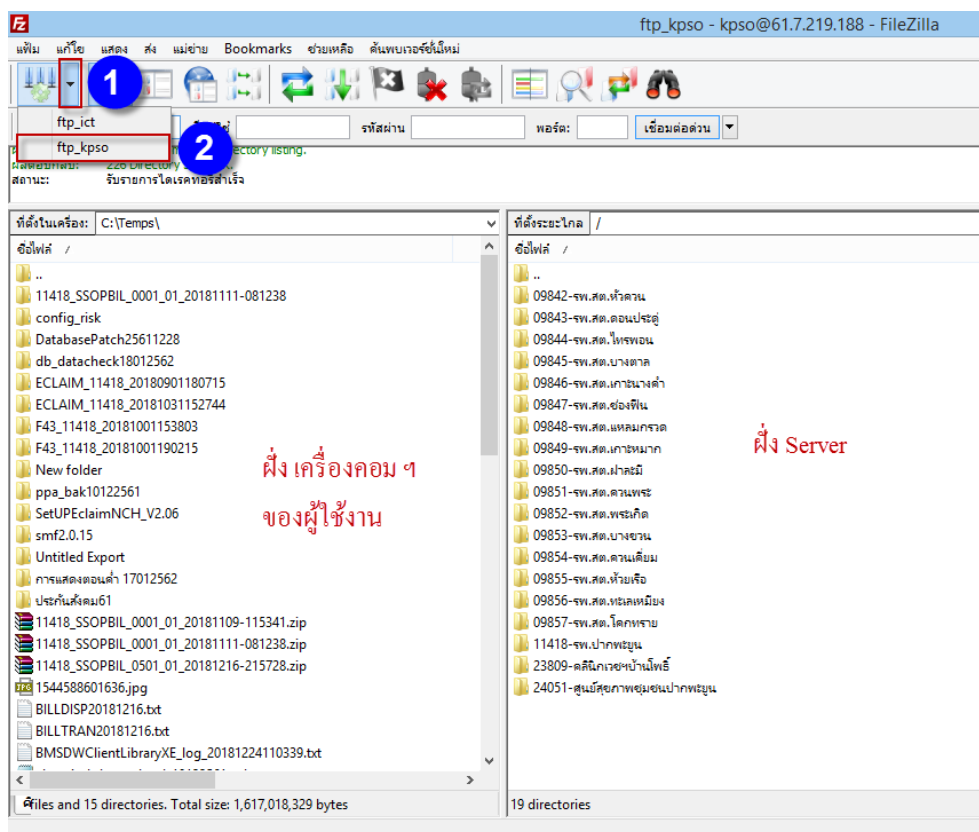 ftp_kpso - kpso@61.7.219.188 - FileZilla
แฟ้ม แก้ไข แสดง ส่ง แม่ข่าย Bookmarks ช่วยเหลือ ค้นพบเวอร์ชั่นใหม่
1
ftp_ict
รหัสผ่าน พอร์ต: เชื่อมต่อด่วน
ftp_kpso
2
ectory listing.
226 Directory
สถานะ: รับรายการไดเรคทอรีสำเร็จ
ที่ตั้งในเครื่อง: C:\Temps\
ชื่อไฟล์ /
..
11418_SSOPBIL_0001_01_20181111-081238
config_risk
DatabasePatch25611228
db_datacheck18012562
ECLAIM_11418_20180901180715
ECLAIM_11418_20181031152744
F43_11418_20181001153803
F43_11418_20181001190215
New folder
ppa_bak10122561
SetUPEclaimNCH_V2.06
smf2.0.15
Untitled Export
การแสดงตอนค่ำ 17012562
ประกันสังคม61
11418_SSOPBIL_0001_01_20181109-115341.zip
11418_SSOPBIL_0001_01_20181111-081238.zip
11418_SSOPBIL_0501_01_20181216-215728.zip
1544588601636.jpg
BILLDISP20181216.txt
BILLTRAN20181216.txt
BMSDWClientLibraryXE_log_20181224110339.txt
files and 15 directories. Total size: 1,617,018,329 bytes
ฝั่ง เครื่องคอม ฯ
ของผู้ใช้งาน
ที่ตั้งระยะไกล /
ชื่อไฟล์ /
..
09842-รพ.สต.หัวควน
09843-รพ.สต.ดอนประดู่
09844-รพ.สต.ไทรพอน
09845-รพ.สต.บางตาล
09846-รพ.สต.เกาะนางคำ
09847-รพ.สต.ช่องฟืน
09848-รพ.สต.แหลมกรวด
09849-รพ.สต.เกาะหมาก
09850-รพ.สต.ฝาละมี
09851-รพ.สต.ควนพระ
09852-รพ.สต.พระเกิด
09853-รพ.สต.บางขวน
09854-รพ.สต.ควนเคี่ยม
09855-รพ.สต.ห้วยเรือ
09856-รพ.สต.ทะเลเหมียง
09857-รพ.สต.โคกทราย
11418-รพ.ปากพะยูน
23809-คลินิกเวชฯบ้านโพธิ์
24051-ศูนย์สุขภาพชุมชนปากพะยูน
ฝั่ง Server
19 directories